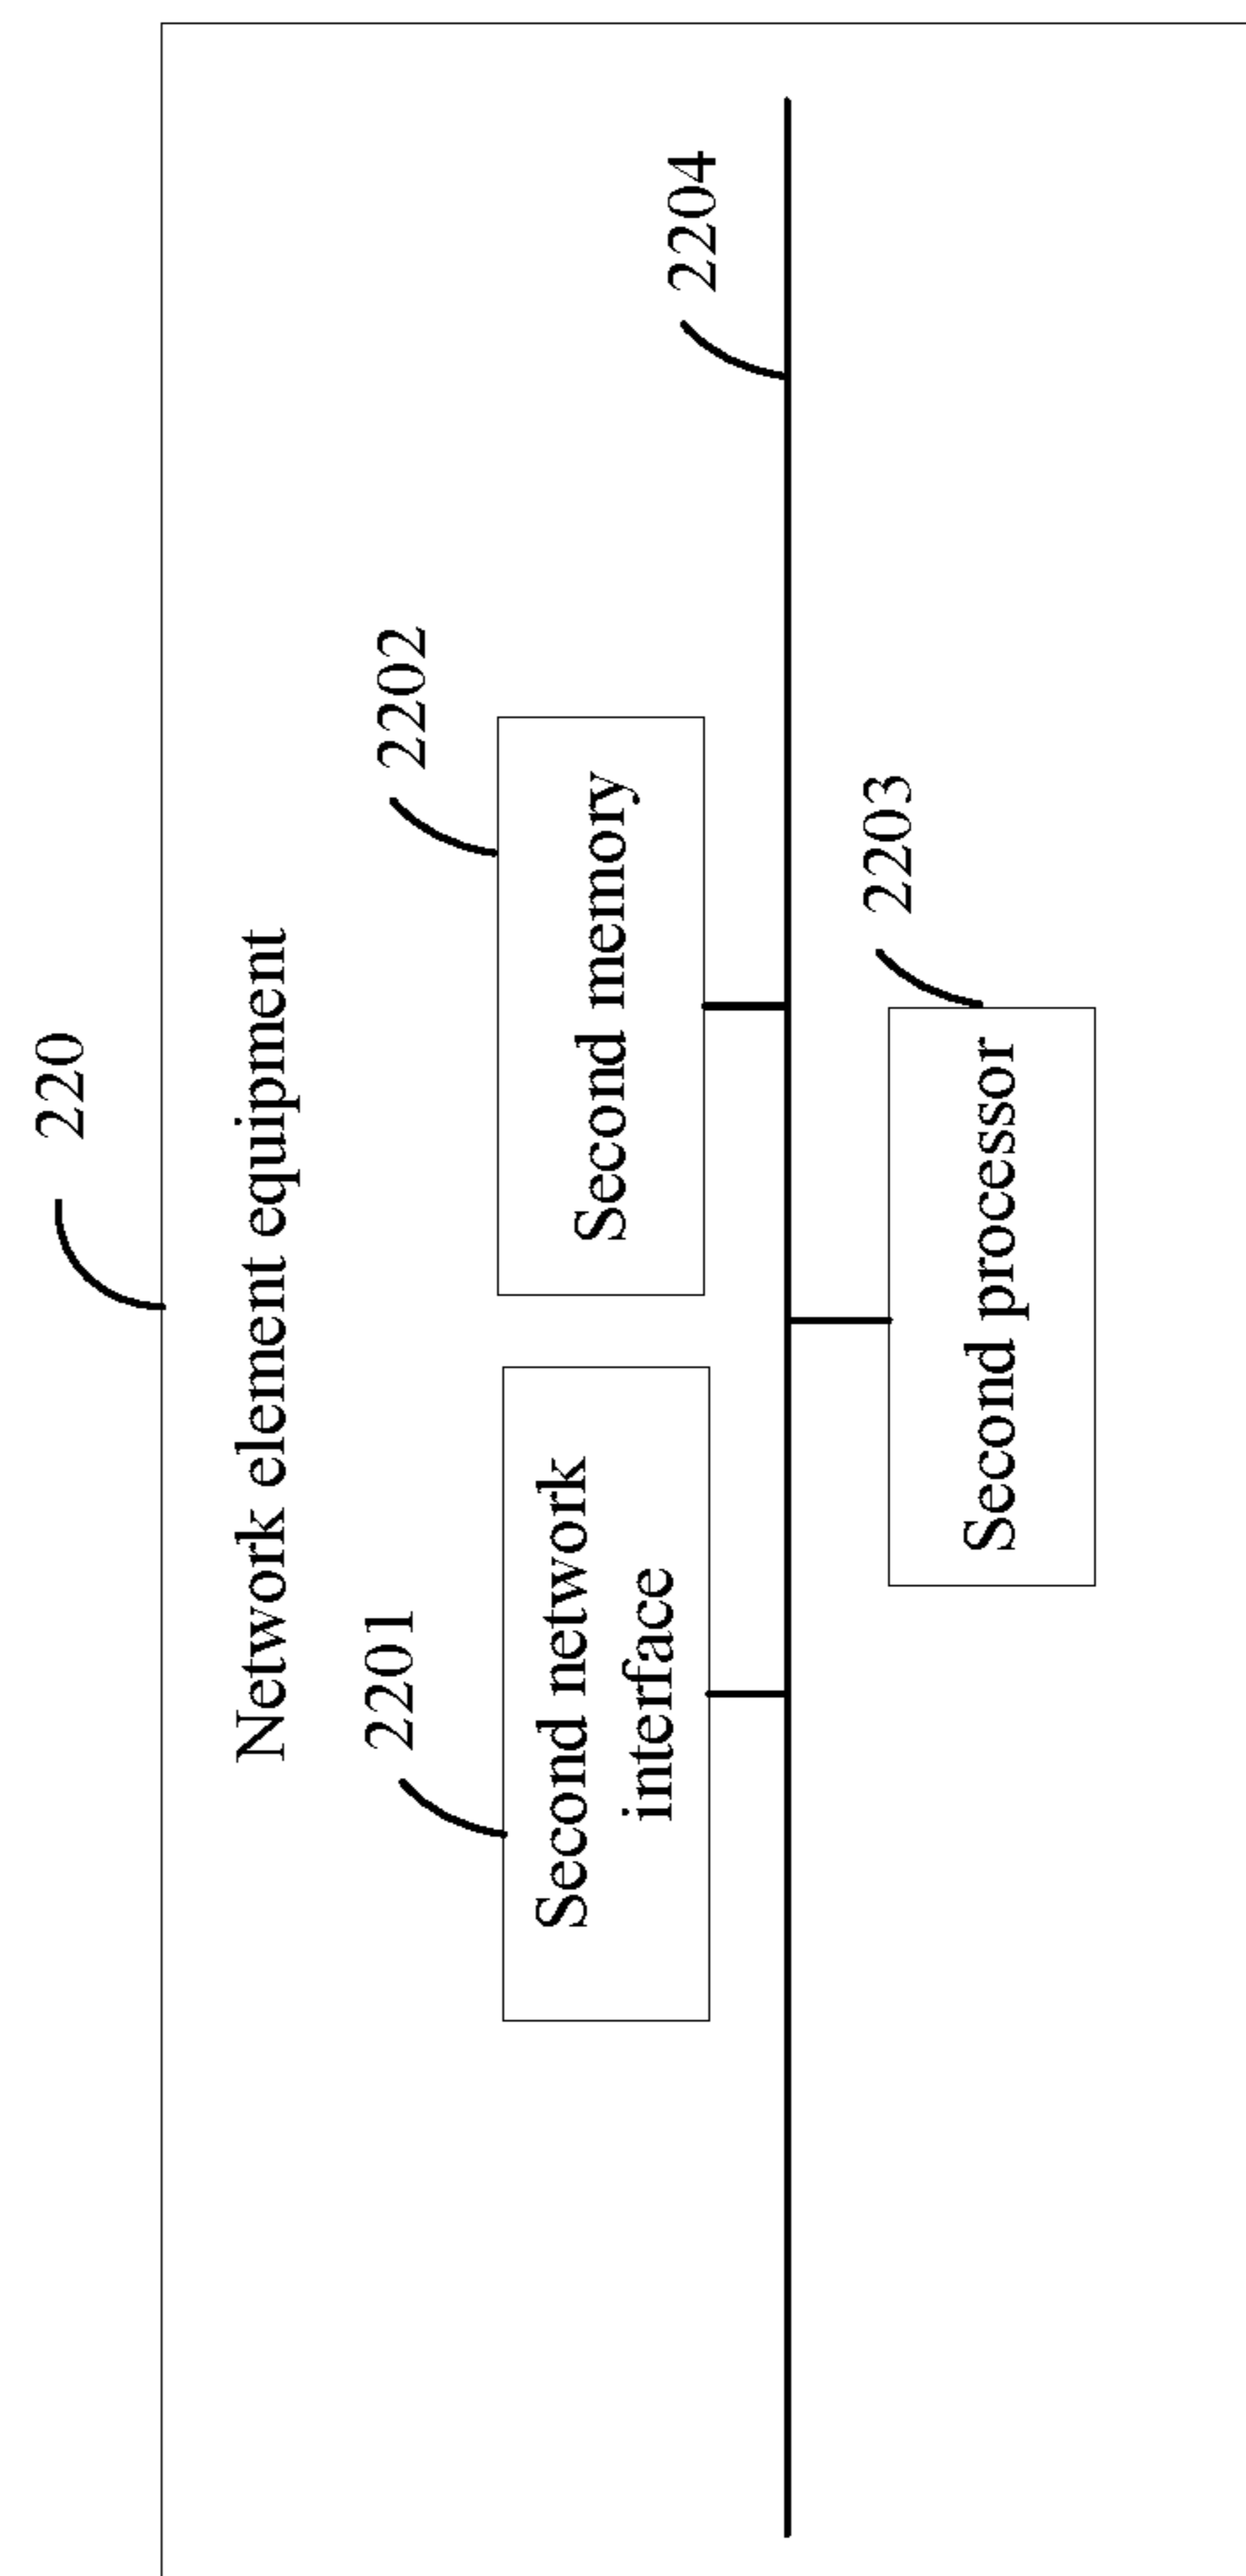 220
Network element equipment
2201
2202
2204
Second network
interface
Second memory
2203
Second processor